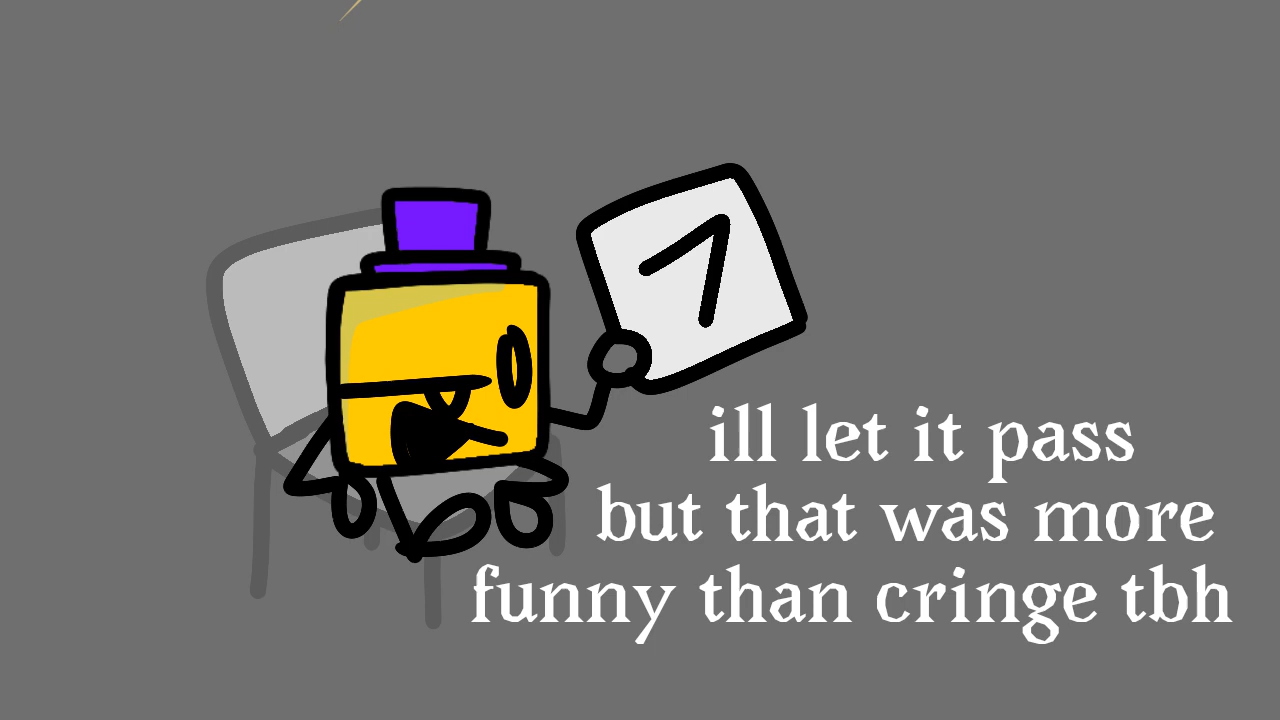 7
ill let it pass
but that was more
funny than cringe tbh